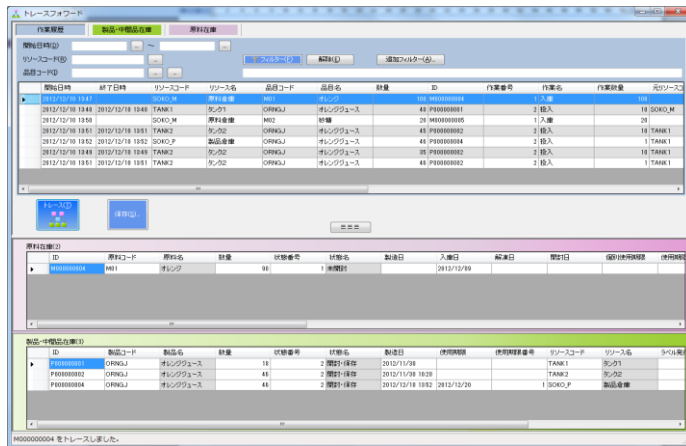 トレースフォワード
作業履歴 製品・中間品在庫 原料在庫
開始日時(D) ... ～ ...
リソースコード(R) ... フィルター(F) 解除(K) 追加フィルター(A)...
品目コード(I) ... ...
開始日時 終了日時 リソースコード リソース名 品目コード 品目名 数量 ID 作業番号 作業名 作業数量 元リソースコ
2012/12/10 13:47 SOKO_M 原料倉庫 M01 オレンジ 100 M000000004 1 入庫 100
2012/12/10 13:48 2012/12/10 13:48 TANK1 タンク1 ORNGJ オレンジジュース 40 P000000001 2 投入 10 SOKO_M
2012/12/10 13:50 SOKO_M 原料倉庫 M02 砂糖 20 M000000005 1 入庫 20
2012/12/10 13:51 2012/12/10 13:51 TANK2 タンク2 ORNGJ オレンジジュース 45 P000000002 2 投入 10 TANK1
2012/12/10 13:52 2012/12/10 13:52 SOKO_P 製品倉庫 ORNGJ オレンジジュース 46 P000000004 2 投入 1 TANK1
2012/12/10 13:49 2012/12/10 13:49 TANK2 タンク2 ORNGJ オレンジジュース 35 P000000002 2 投入 10 TANK1
2012/12/10 13:51 2012/12/10 13:51 TANK2 タンク2 ORNGJ オレンジジュース 46 P000000002 2 投入 1 TANK1
トレース(T) 保存(S)... ===
原料在庫(2)
ID 原料コード 原料名 数量 状態番号 状態名 製造日 入庫日 解凍日 開封日 個別使用期限 使用期限
M000000004 M01 オレンジ 90 1 未開封 2012/12/09
製品・中間品在庫(3)
ID 製品コード 製品名 数量 状態番号 状態名 製造日 使用期限 使用期限番号 リソースコード リソース名 ラベル発
P000000001 ORNGJ オレンジジュース 18 2 開封・保存 2012/11/30 TANK1 タンク1
P000000002 ORNGJ オレンジジュース 45 2 開封・保存 2012/11/30 10:20 TANK2 タンク2
P000000004 ORNGJ オレンジジュース 46 2 開封・保存 2012/12/10 13:52 2012/12/20 1 SOKO_P 製品倉庫
M000000004 をトレースしました。